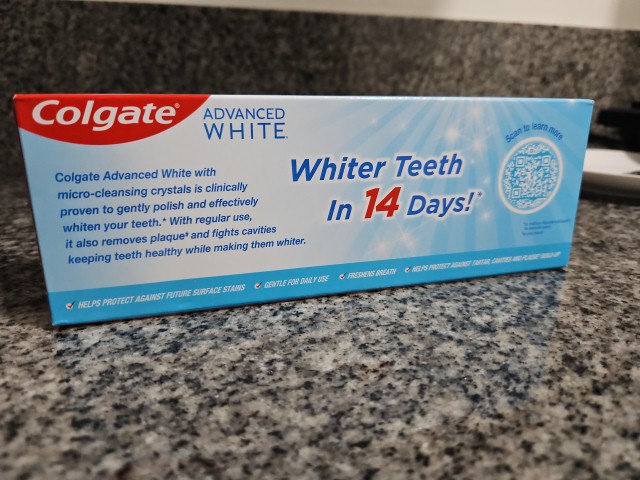 Colgate®
ADVANCED
WHITE.
Colgate Advanced White with
micro-cleansing crystals is clinically
proven to gently polish and effectively
whiten your teeth.* With regular use,
it also removes plaque# and fights cavities
keeping teeth healthy while making them whiter.
Whiter Teeth
In 14 Days!*
Scan to learn more
HELPS PROTECT AGAINST FUTURE SURFACE STAINS
GENTLE FOR DAILY USE
FRESHENS BREATH
HELPS PROTECT AGAINST TARTAR, CAVITIES AND PLAQUE BUILD-UP